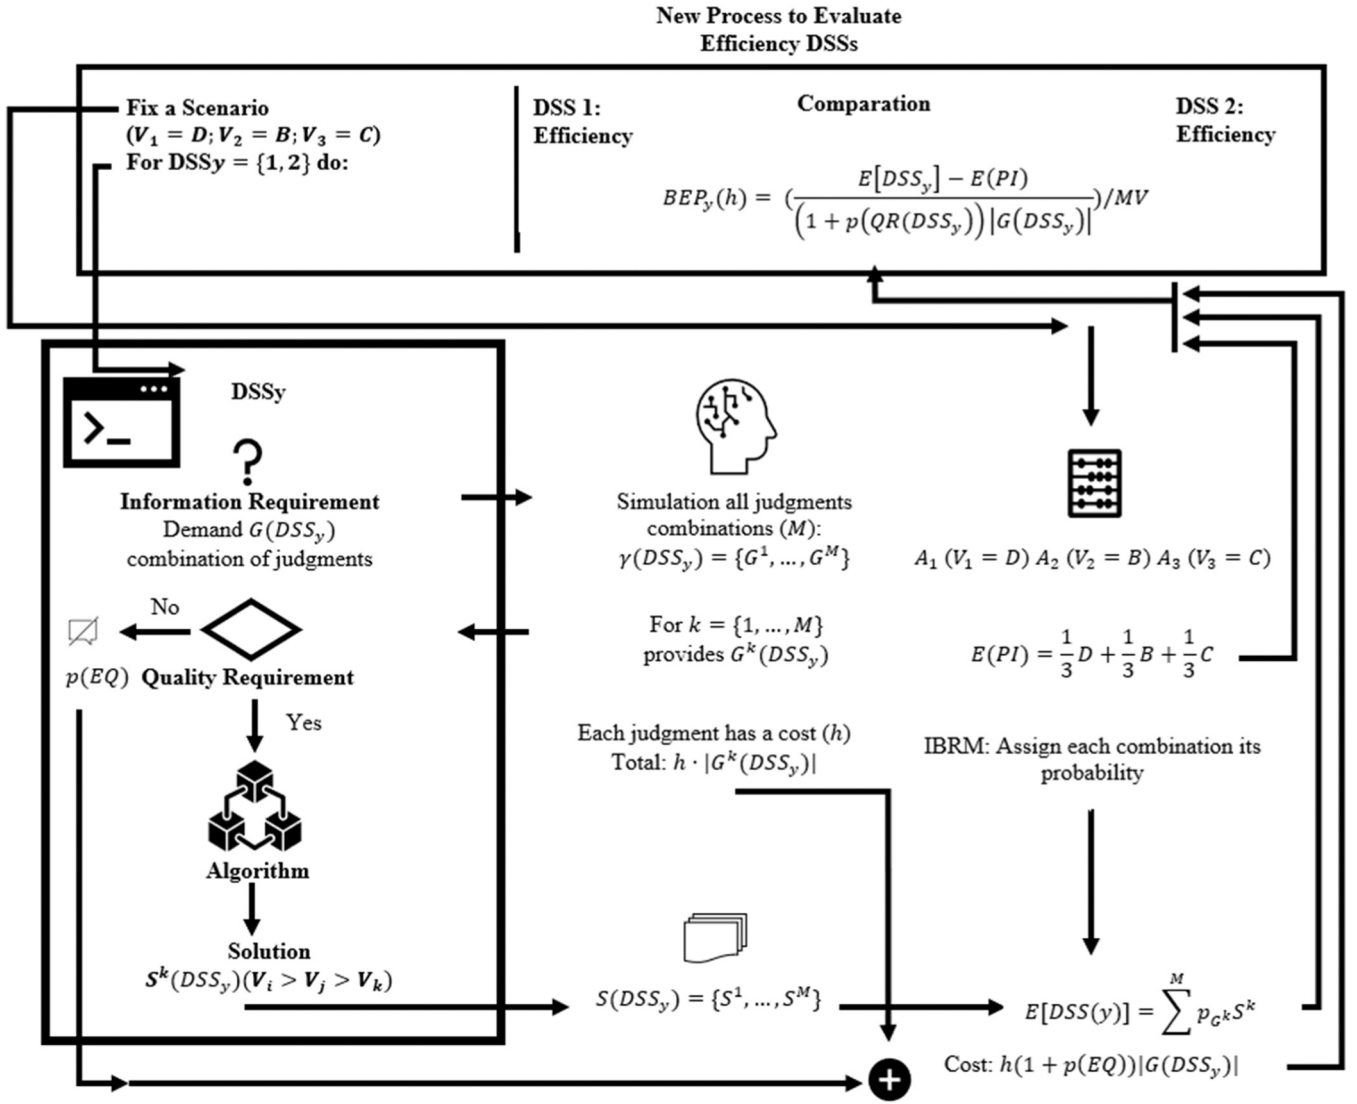 New Process to Evaluate
Efficiency DSSs
Fix a Scenario
(V₁ = D; V₂ = B; V₃ = C)
For DSSy = {1, 2} do:
DSS 1:
Efficiency
Comparation
DSS 2:
Efficiency
BEP_y(h) = (\frac{E[DSS_y] − E(PI)}{(1 + p(QR(DSS_y))|G(DSS_y)|})/MV
DSSy
>_
?
Information Requirement
Demand G(DSS_y)
combination of judgments
No
p(EQ) Quality Requirement
Yes
Algorithm
Solution
S^k(DSS_y)(V_i > V_j > V_k)
Simulation all judgments
combinations (M):
γ(DSS_y) = {G¹, …, G^M}
For k = {1, …, M}
provides G^k(DSS_y)
Each judgment has a cost (h)
Total: h · |G^k(DSS_y)|
S(DSS_y) = {S¹, …, S^M}
A₁ (V₁ = D) A₂ (V₂ = B) A₃ (V₃ = C)
E(PI) = \frac{1}{3}D + \frac{1}{3}B + \frac{1}{3}C
IBRM: Assign each combination its
probability
E[DSS(y)] = ∑^M p_{G^k}S^k
Cost: h(1 + p(EQ))|G(DSS_y)|
+